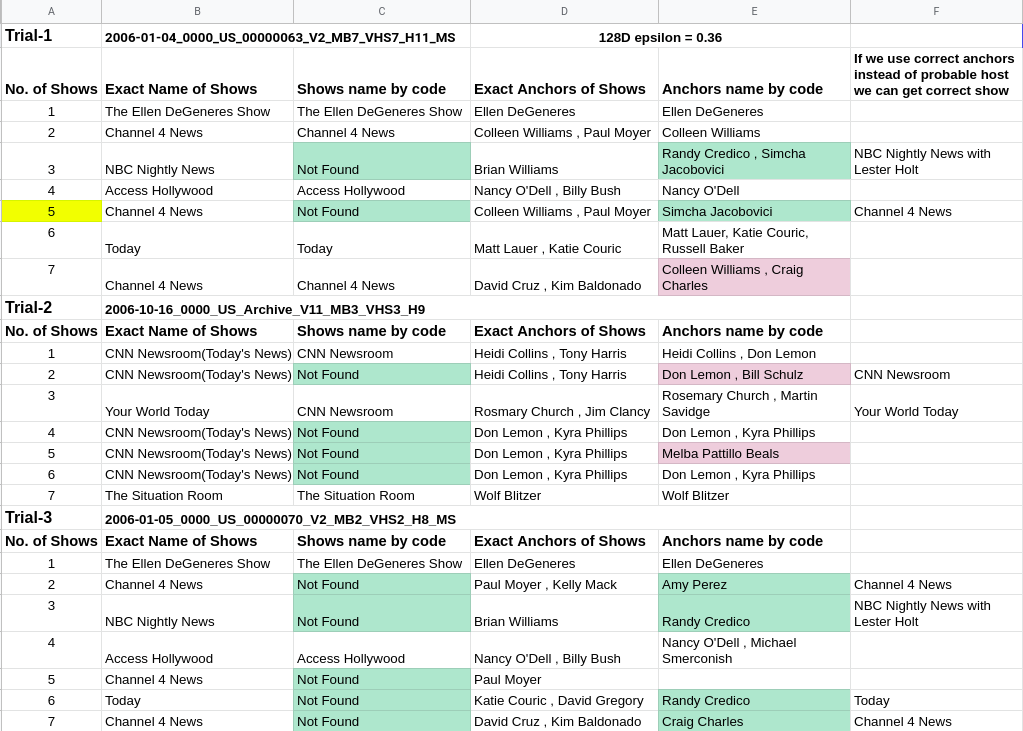 A B C D E F
Trial-1 2006-01-04_0000_US_00000063_V2_MB7_VHS7_H11_MS 128D epsilon = 0.36
No. of Shows Exact Name of Shows Shows name by code Exact Anchors of Shows Anchors name by code If we use correct anchors
instead of probable host
we can get correct show
1 The Ellen DeGeneres Show The Ellen DeGeneres Show Ellen DeGeneres Ellen DeGeneres
2 Channel 4 News Channel 4 News Colleen Williams , Paul Moyer Colleen Williams
3 NBC Nightly News Not Found Brian Williams Randy Credico , Simcha
Jacobovici NBC Nightly News with
Lester Holt
4 Access Hollywood Access Hollywood Nancy O'Dell , Billy Bush Nancy O'Dell
5 Channel 4 News Not Found Colleen Williams , Paul Moyer Simcha Jacobovici Channel 4 News
6 Today Today Matt Lauer , Katie Couric Matt Lauer, Katie Couric,
Russell Baker
7 Channel 4 News Channel 4 News David Cruz , Kim Baldonado Colleen Williams , Craig
Charles
Trial-2 2006-10-16_0000_US_Archive_V11_MB3_VHS3_H9
No. of Shows Exact Name of Shows Shows name by code Exact Anchors of Shows Anchors name by code
1 CNN Newsroom(Today's News) CNN Newsroom Heidi Collins , Tony Harris Heidi Collins , Don Lemon
2 CNN Newsroom(Today's News) Not Found Heidi Collins , Tony Harris Don Lemon , Bill Schulz CNN Newsroom
3 Your World Today CNN Newsroom Rosmary Church , Jim Clancy Rosemary Church , Martin
Savidge Your World Today
4 CNN Newsroom(Today's News) Not Found Don Lemon , Kyra Phillips Don Lemon , Kyra Phillips
5 CNN Newsroom(Today's News) Not Found Don Lemon , Kyra Phillips Melba Pattillo Beals
6 CNN Newsroom(Today's News) Not Found Don Lemon , Kyra Phillips Don Lemon , Kyra Phillips
7 The Situation Room The Situation Room Wolf Blitzer Wolf Blitzer
Trial-3 2006-01-05_0000_US_00000070_V2_MB2_VHS2_H8_MS
No. of Shows Exact Name of Shows Shows name by code Exact Anchors of Shows Anchors name by code
1 The Ellen DeGeneres Show The Ellen DeGeneres Show Ellen DeGeneres Ellen DeGeneres
2 Channel 4 News Not Found Paul Moyer , Kelly Mack Amy Perez Channel 4 News
3 NBC Nightly News Not Found Brian Williams Randy Credico NBC Nightly News with
Lester Holt
4 Access Hollywood Access Hollywood Nancy O'Dell , Billy Bush Nancy O'Dell , Michael
Smerconish
5 Channel 4 News Not Found Paul Moyer
6 Today Not Found Katie Couric , David Gregory Randy Credico Today
7 Channel 4 News Not Found David Cruz , Kim Baldonado Craig Charles Channel 4 News